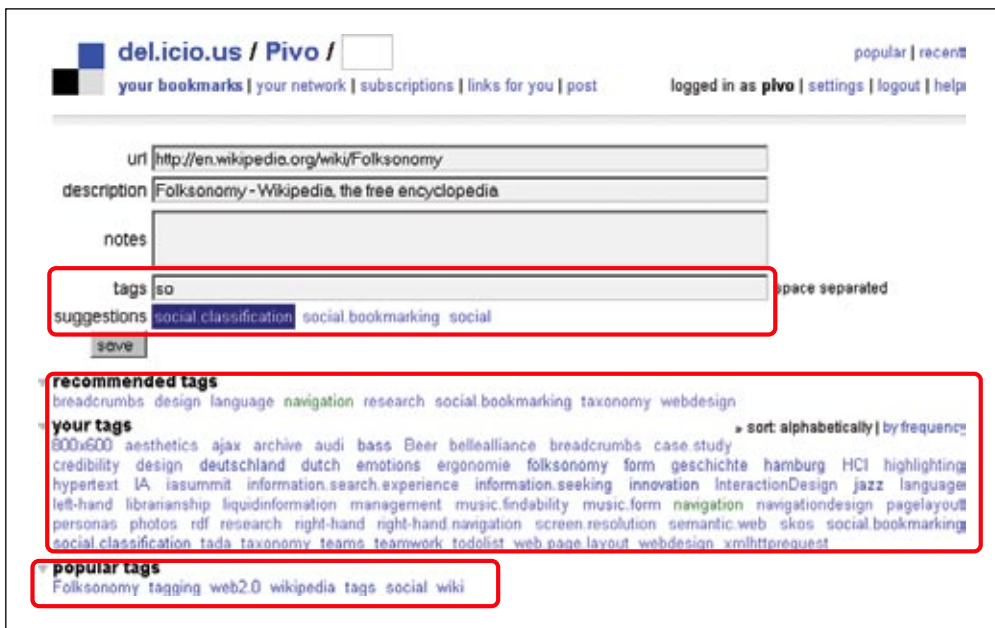 del.icio.us / Pivo /
popular | recent
your bookmarks | your network | subscriptions | links for you | post
logged in as pivo | settings | logout | help
url http://en.wikipedia.org/wiki/Folksonomy
description Folksonomy - Wikipedia, the free encyclopedia
notes
tags so space separated
suggestions social.classification social.bookmarking social
save
recommended tags
breadcrumbs design language navigation research social.bookmarking taxonomy webdesign
your tags » sort: alphabetically | by frequency
800x600 aesthetics ajax archive audi bass Beer bellealliance breadcrumbs case.study
credibility design deutschland dutch emotions ergonomie folksonomy form geschichte hamburg HCI highlighting
hypertext IA iasummit information.search.experience information.seeking innovation InteractionDesign jazz language
left-hand librarianship liquidinformation management music.findability music.form navigation navigationdesign pagelayout
personas photos rdf research right-hand right-hand.navigation screen.resolution semantic.web skos social.bookmarking
social.classification tada taxonomy teams teamwork todolist web.page.layout webdesign xmlhttprequest
popular tags
Folksonomy tagging web2.0 wikipedia tags social wiki